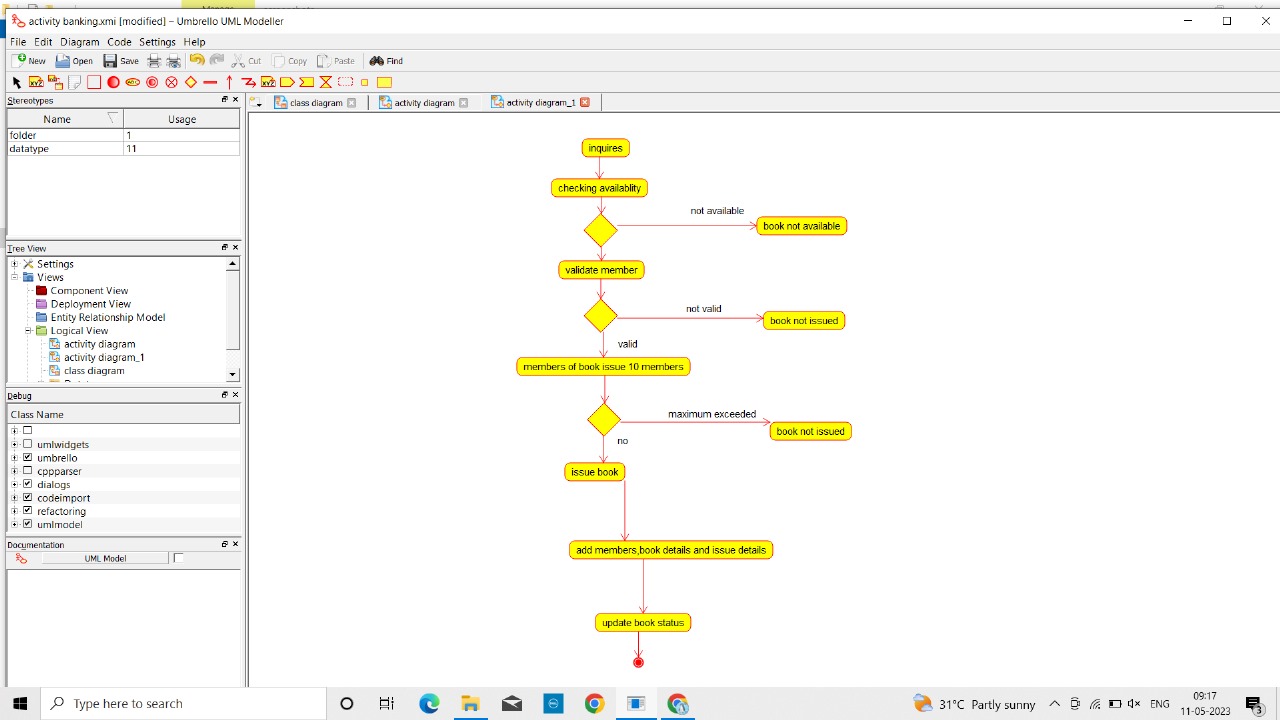 Manage
activity banking.xmi [modified] – Umbrello UML Modeller
File Edit Diagram Code Settings Help
New Open Save Cut Copy Paste Find
Stereotypes
class diagram activity diagram activity diagram_1
Name Usage
folder 1
datatype 11
inquires
checking availablity
not available
book not available
validate member
not valid
book not issued
valid
members of book issue 10 members
maximum exceeded
book not issued
no
issue book
add members,book details and issue details
update book status
Tree View
Settings
Views
Component View
Deployment View
Entity Relationship Model
Logical View
activity diagram
activity diagram_1
class diagram
Debug
Class Name
umlwidgets
umbrello
cppparser
dialogs
codeimport
refactoring
umlmodel
Documentation
UML Model
Type here to search
31°C Partly sunny
ENG
09:17
11-05-2023
3